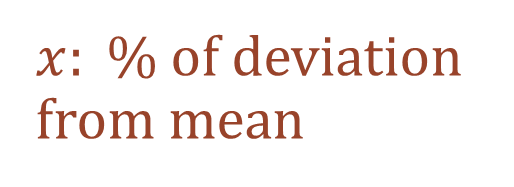 x: % of deviation
from mean